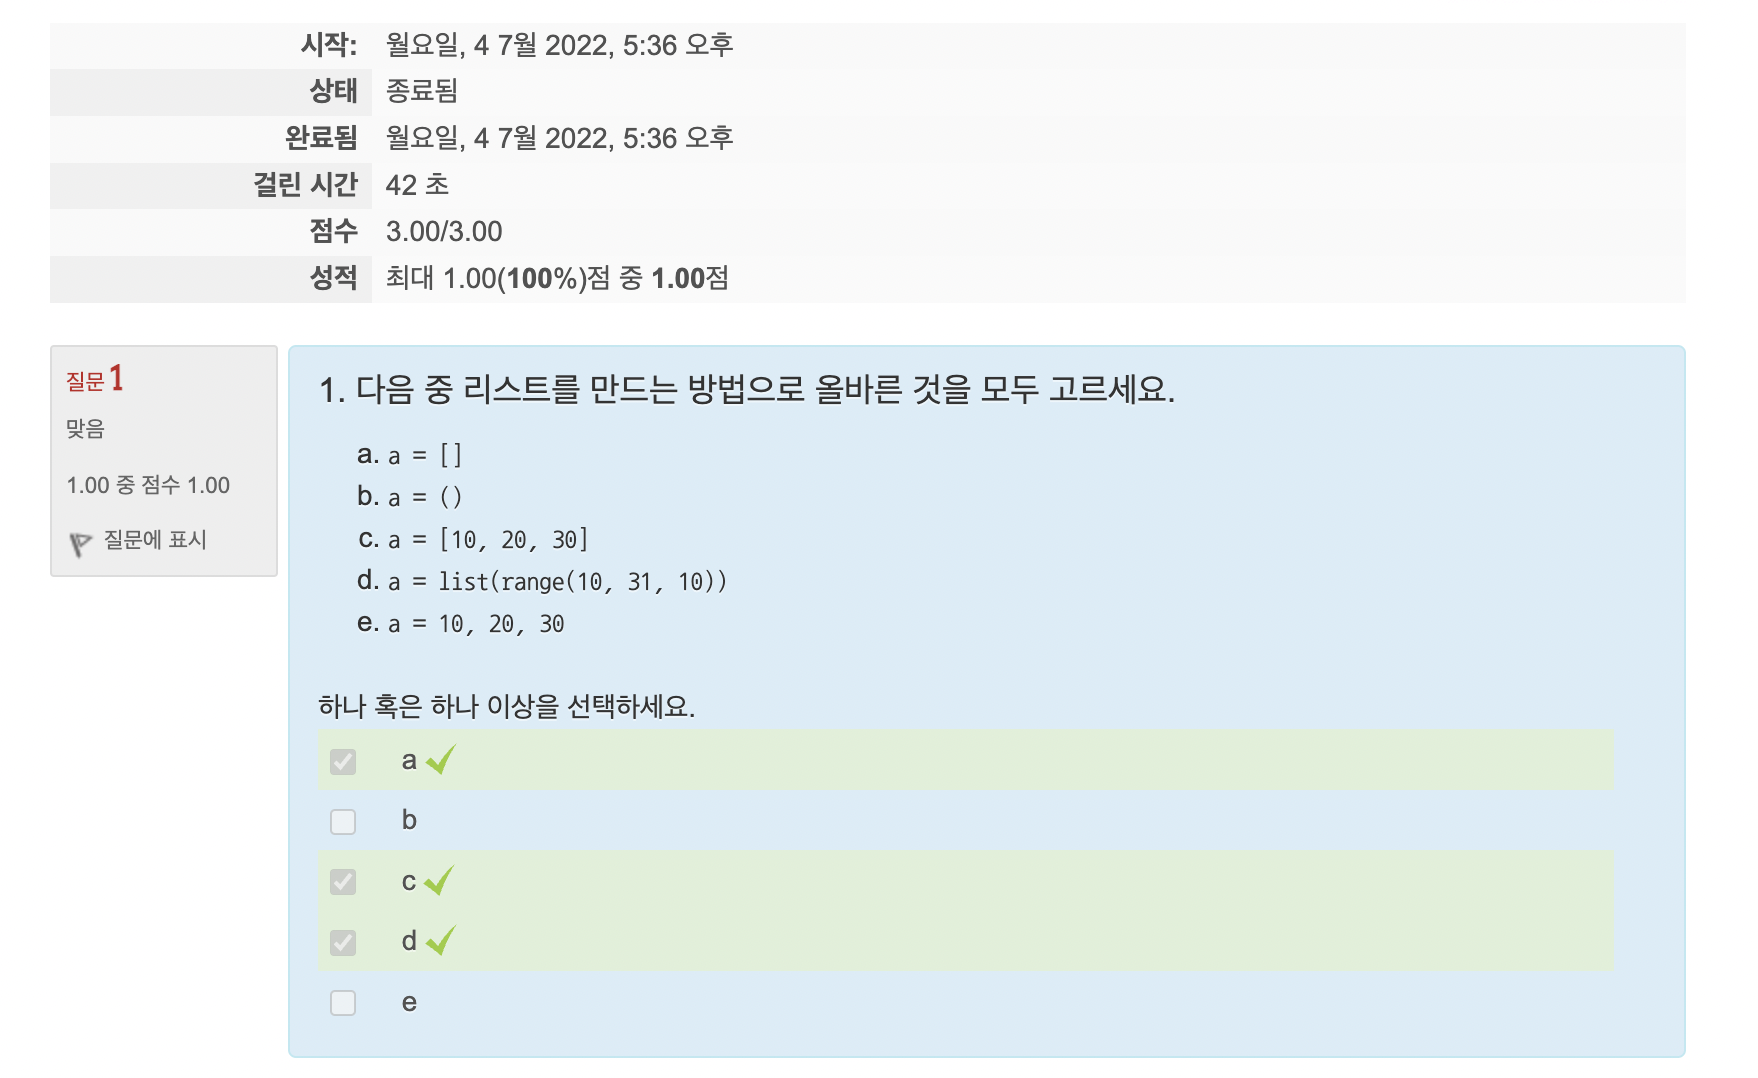 시작: 월요일, 4 7월 2022, 5:36 오후
상태 종료됨
완료됨 월요일, 4 7월 2022, 5:36 오후
걸린 시간 42 초
점수 3.00/3.00
성적 최대 1.00(100%)점 중 1.00점
질문 1
맞음
1.00 중 점수 1.00
질문에 표시
1. 다음 중 리스트를 만드는 방법으로 올바른 것을 모두 고르세요.
a. a = []
b. a = ()
c. a = [10, 20, 30]
d. a = list(range(10, 31, 10))
e. a = 10, 20, 30
하나 혹은 하나 이상을 선택하세요.
a
b
c
d
e